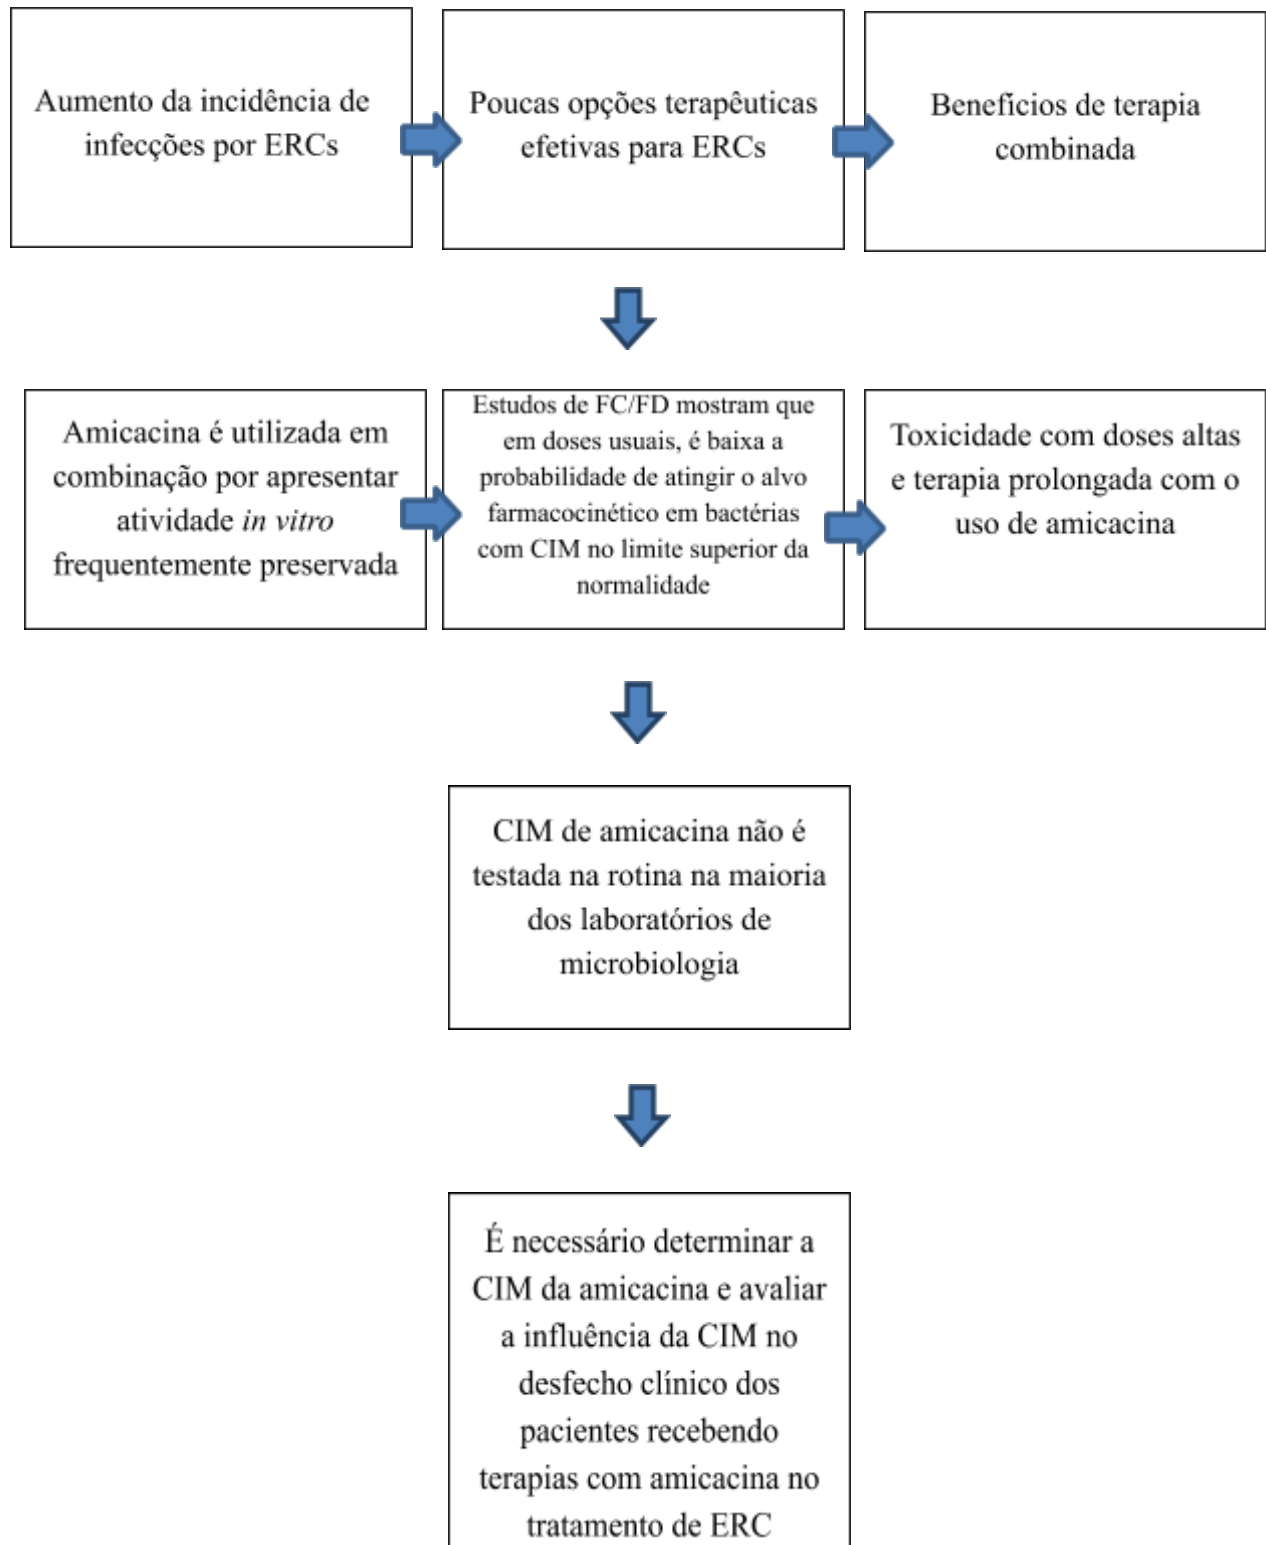 Aumento da incidência de
infecções por ERCs
Poucas opções terapêuticas
efetivas para ERCs
Benefícios de terapia
combinada
Amicacina é utilizada em
combinação por apresentar
atividade in vitro
frequentemente preservada
Estudos de FC/FD mostram que
em doses usuais, é baixa a
probabilidade de atingir o alvo
farmacocinético em bactérias
com CIM no limite superior da
normalidade
Toxicidade com doses altas
e terapia prolongada com o
uso de amicacina
CIM de amicacina não é
testada na rotina na maioria
dos laboratórios de
microbiologia
É necessário determinar a
CIM da amicacina e avaliar
a influência da CIM no
desfecho clínico dos
pacientes recebendo
terapias com amicacina no
tratamento de ERC